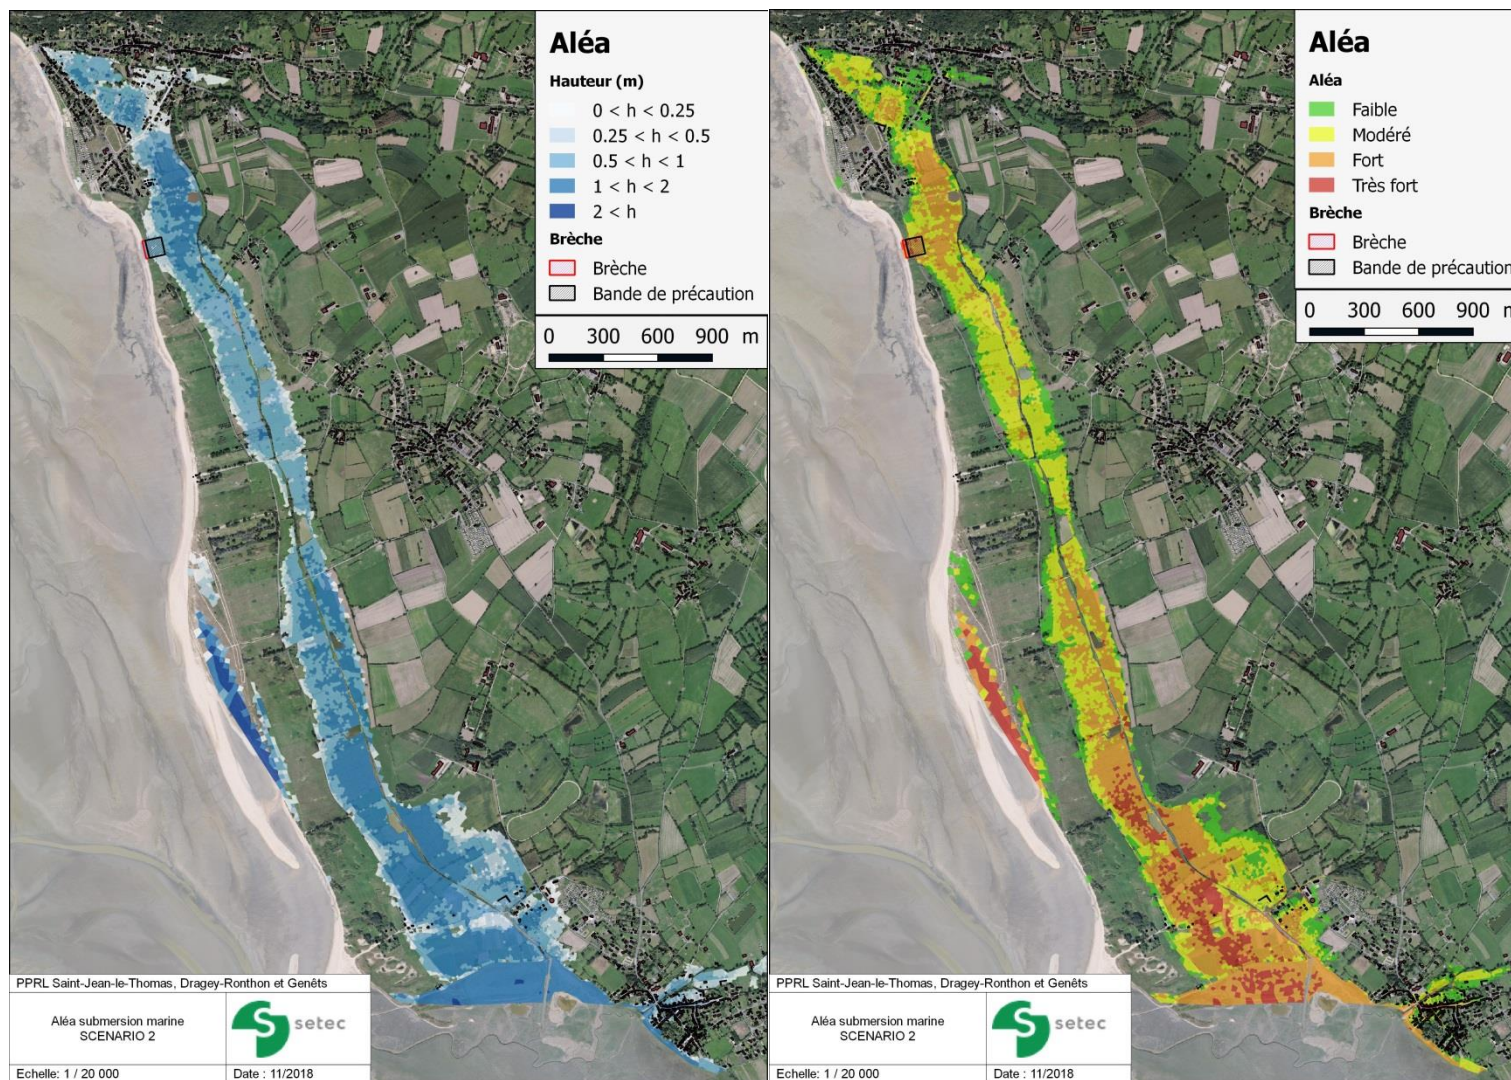 Aléa
Hauteur (m)
0 < h < 0.25
0.25 < h < 0.5
0.5 < h < 1
1 < h < 2
2 < h
Brèche
Brèche
Bande de précaution
0 300 600 900 m
PPRL Saint-Jean-le-Thomas, Dragey-Ronthon et Genêts
Aléa submersion marine
SCENARIO 2
setec
Echelle: 1 / 20 000
Date : 11/2018
Aléa
Aléa
Faible
Modéré
Fort
Très fort
Brèche
Brèche
Bande de précaution
0 300 600 900 m
PPRL Saint-Jean-le-Thomas, Dragey-Ronthon et Genêts
Aléa submersion marine
SCENARIO 2
setec
Echelle: 1 / 20 000
Date : 11/2018